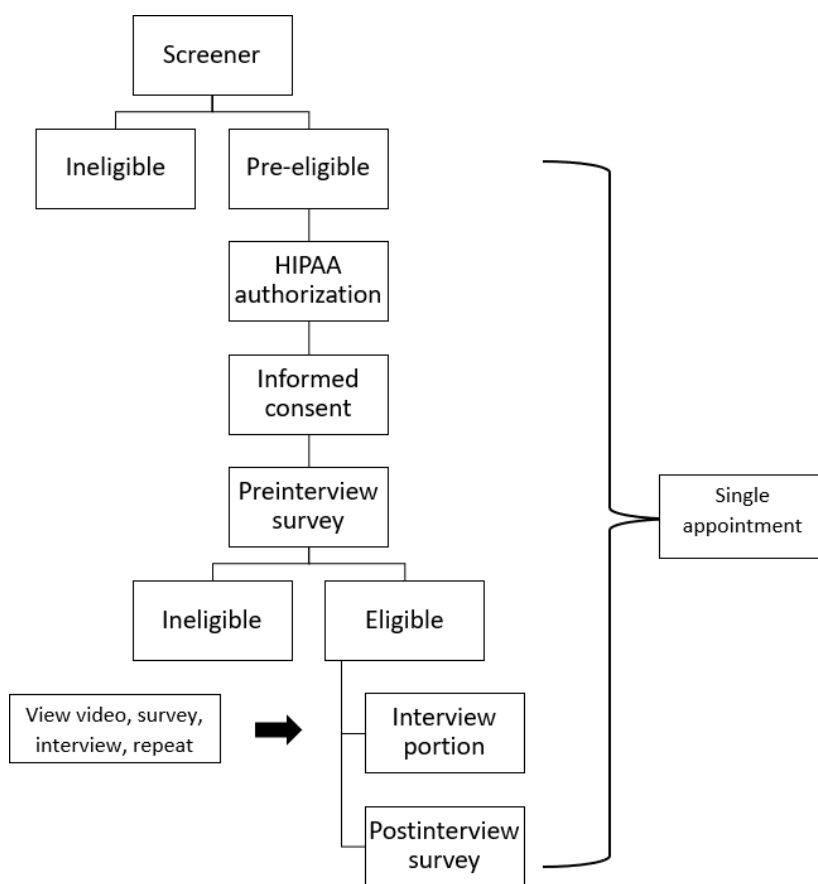 Screener
Ineligible
Pre-eligible
HIPAA
authorization
Informed
consent
Preinterview
survey
Single
appointment
Ineligible
Eligible
View video, survey,
interview, repeat
Interview
portion
Postinterview
survey